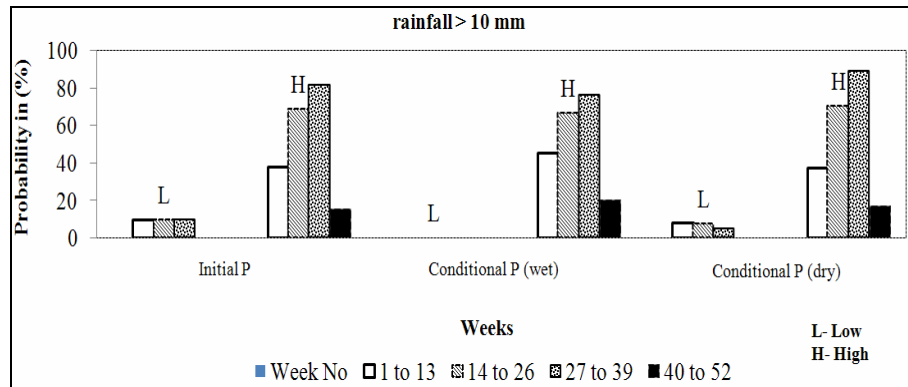 rainfall > 10 mm
Probability in (%)
100
80
60
40
20
0
L
H
L
H
L
H
Initial P
Conditional P (wet)
Conditional P (dry)
Weeks
L- Low
H- High
Week No
1 to 13
14 to 26
27 to 39
40 to 52